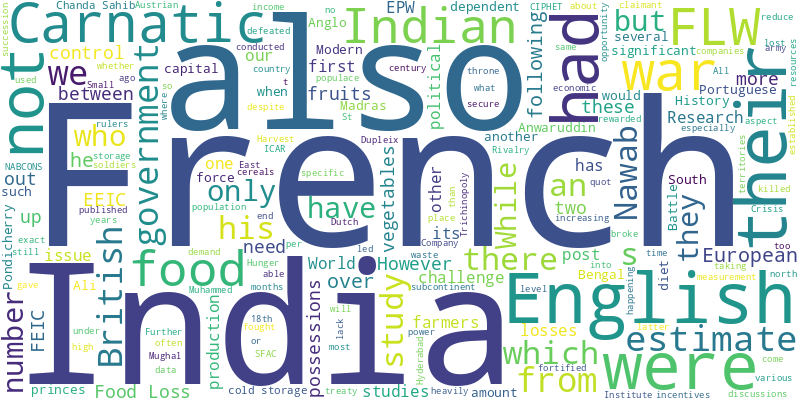 Chanda Sahib Austrian income no Anglo EPW dependent CIPHET about claimant reduce
succession Carnatic defeated Indian several FLW companies
conducted our Modern but significant lost army
whether country t populace century first following same All opportunity resources
used control ago also had war more
not we between Small capital when fruits throne what secure economic would Portuguese
rulers so where Madras political these History established
government who despite St another Research rewarded aspect
NABCONS he storage soldiers Harvest ICAR Dupleix Rivalry Anwaruddin especially territories their
out one East cereals vegetables has South
such EEIC only force specific French other than While an Nawab they Battle killed
up published his have Trichinopoly place two Crisis too
Pondicherry years population Dutch its increasing quot European
still British end Company there s
exact issue food need per led waste However post broke time north
gave Ali demand Hunger World over challenge Bengal into diet taking measurement
number FEIC Muhammed able months possessions subcontinent level happening English
India production 18th study farmers losses estimate
under Further fought will power Hyderabad which latter
high often Mughal or lack amount from were
data SFAC most studies fortified come various
princes Food Loss cold storage treaty heavily Institute incentives discussions